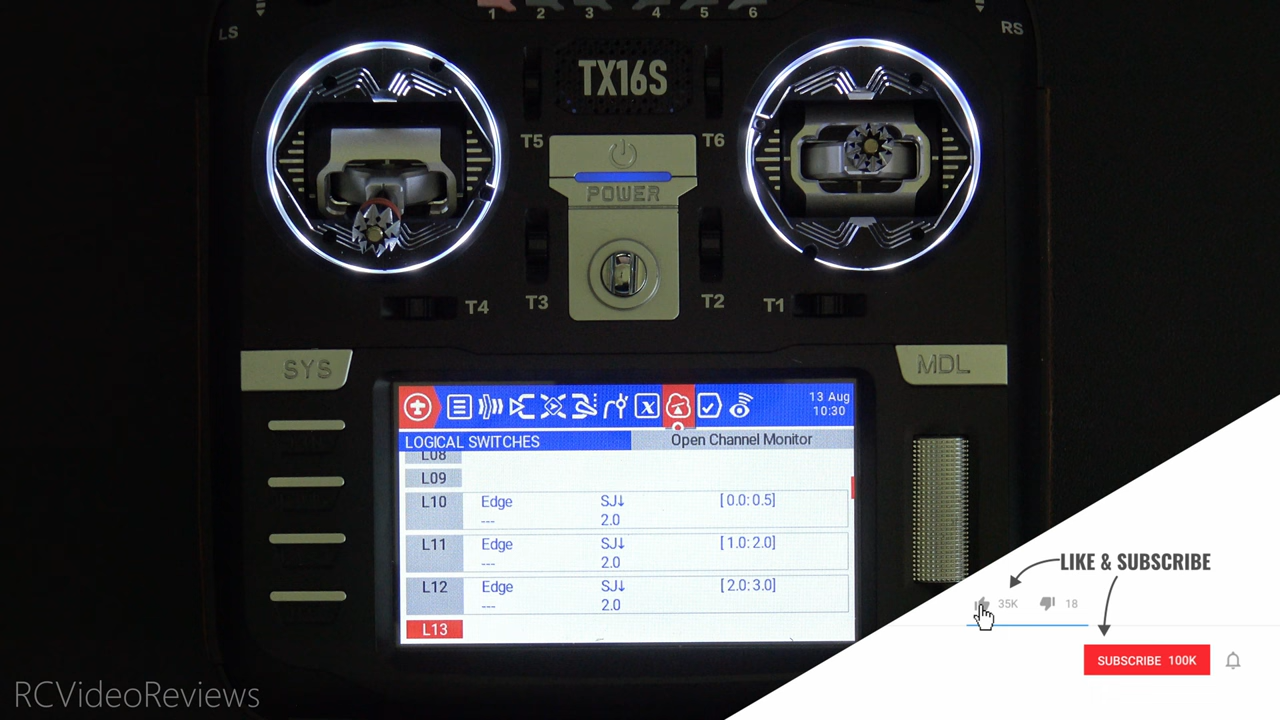 1 2 3 4 5 6
LS
RS
TX16S
T5
T6
POWER
T4
T3
T2
T1
SYS
MDL
13 Aug
10:30
LOGICAL SWITCHES
Open Channel Monitor
L08
L09
L10 Edge SJ↓ [0.0: 0.5]
--- 2.0
L11 Edge SJ↓ [1.0: 2.0]
--- 2.0
L12 Edge SJ↓ [2.0: 3.0]
--- 2.0
L13
LIKE & SUBSCRIBE
35K 18
SUBSCRIBE 100K
RCVideoReviews